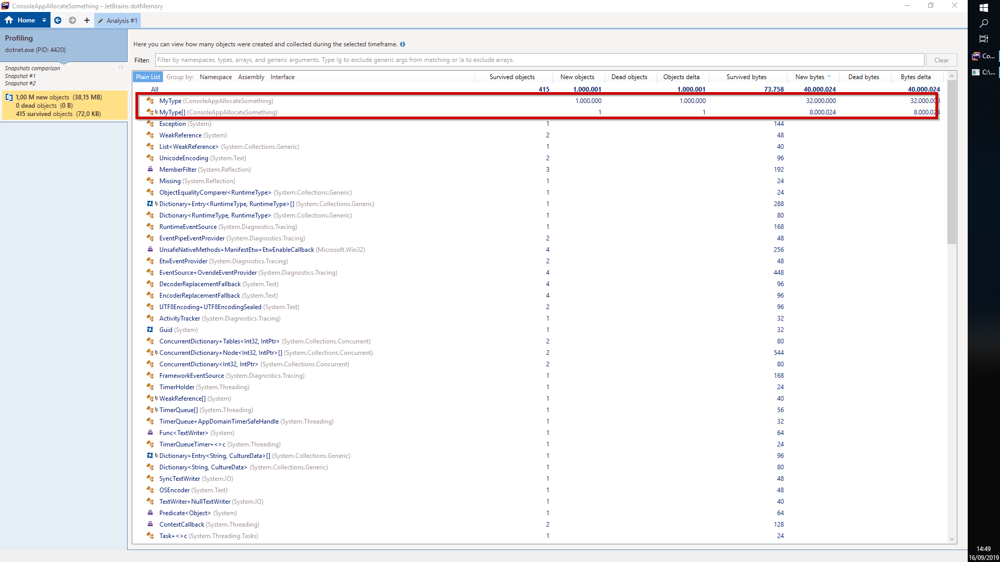 ConsoleAppAllocateSomething – JetBrains dotMemory
Home
Analysis #1
Profiling
dotnet.exe (PID: 4420)
Snapshots comparison
Snapshot #1
Snapshot #2
1,00 M new objects (38,15 MB)
0 dead objects (0 B)
415 survived objects (72,0 KB)
Here you can view how many objects were created and collected during the selected timeframe.
Filter: Filter by namespaces, types, arrays, and generic arguments. Type !g to exclude generic args from matching or !a to exclude arrays. Clear
Plain List Group by: Namespace Assembly Interface Survived objects New objects Dead objects Objects delta Survived bytes New bytes Dead bytes Bytes delta
All 415 1.000.001 1.000.001 73.758 40.000.024 40.000.024
MyType (ConsoleAppAllocateSomething) 1.000.000 1.000.000 32.000.000 32.000.000
MyType[] (ConsoleAppAllocateSomething) 1 1 8.000.024 8.000.024
Exception (System) 1 144
WeakReference (System) 2 48
List<WeakReference> (System.Collections.Generic) 1 40
UnicodeEncoding (System.Text) 2 96
MemberFilter (System.Reflection) 3 192
Missing (System.Reflection) 1 24
ObjectEqualityComparer<RuntimeType> (System.Collections.Generic) 1 24
Dictionary+Entry<RuntimeType, RuntimeType>[] (System.Collections.Generic) 1 288
Dictionary<RuntimeType, RuntimeType> (System.Collections.Generic) 1 80
RuntimeEventSource (System.Diagnostics.Tracing) 1 168
EventPipeEventProvider (System.Diagnostics.Tracing) 2 48
UnsafeNativeMethods+ManifestEtw+EtwEnableCallback (Microsoft.Win32) 4 256
EtwEventProvider (System.Diagnostics.Tracing) 2 48
EventSource+OverideEventProvider (System.Diagnostics.Tracing) 4 448
DecoderReplacementFallback (System.Text) 4 96
EncoderReplacementFallback (System.Text) 4 96
UTF8Encoding+UTF8EncodingSealed (System.Text) 2 96
ActivityTracker (System.Diagnostics.Tracing) 1 32
Guid (System) 1 32
ConcurrentDictionary+Tables<Int32, IntPtr> (System.Collections.Concurrent) 2 80
ConcurrentDictionary+Node<Int32, IntPtr>[] (System.Collections.Concurrent) 2 544
ConcurrentDictionary<Int32, IntPtr> (System.Collections.Concurrent) 2 80
FrameworkEventSource (System.Diagnostics.Tracing) 1 168
TimerHolder (System.Threading) 1 24
WeakReference[] (System) 1 40
TimerQueue[] (System.Threading) 1 56
TimerQueue+AppDomainTimerSafeHandle (System.Threading) 1 32
Func<TextWriter> (System) 1 64
TimerQueueTimer+<>c (System.Threading) 1 24
Dictionary+Entry<String, CultureData>[] (System.Collections.Generic) 1 96
Dictionary<String, CultureData> (System.Collections.Generic) 1 80
SyncTextWriter (System.IO) 1 48
OSEncoder (System.Text) 1 48
TextWriter+NullTextWriter (System.IO) 1 40
Predicate<Object> (System) 1 64
ContextCallback (System.Threading) 2 128
Task+<>c (System.Threading.Tasks) 1 24
Co...
C:\...
14:49
16/09/2019